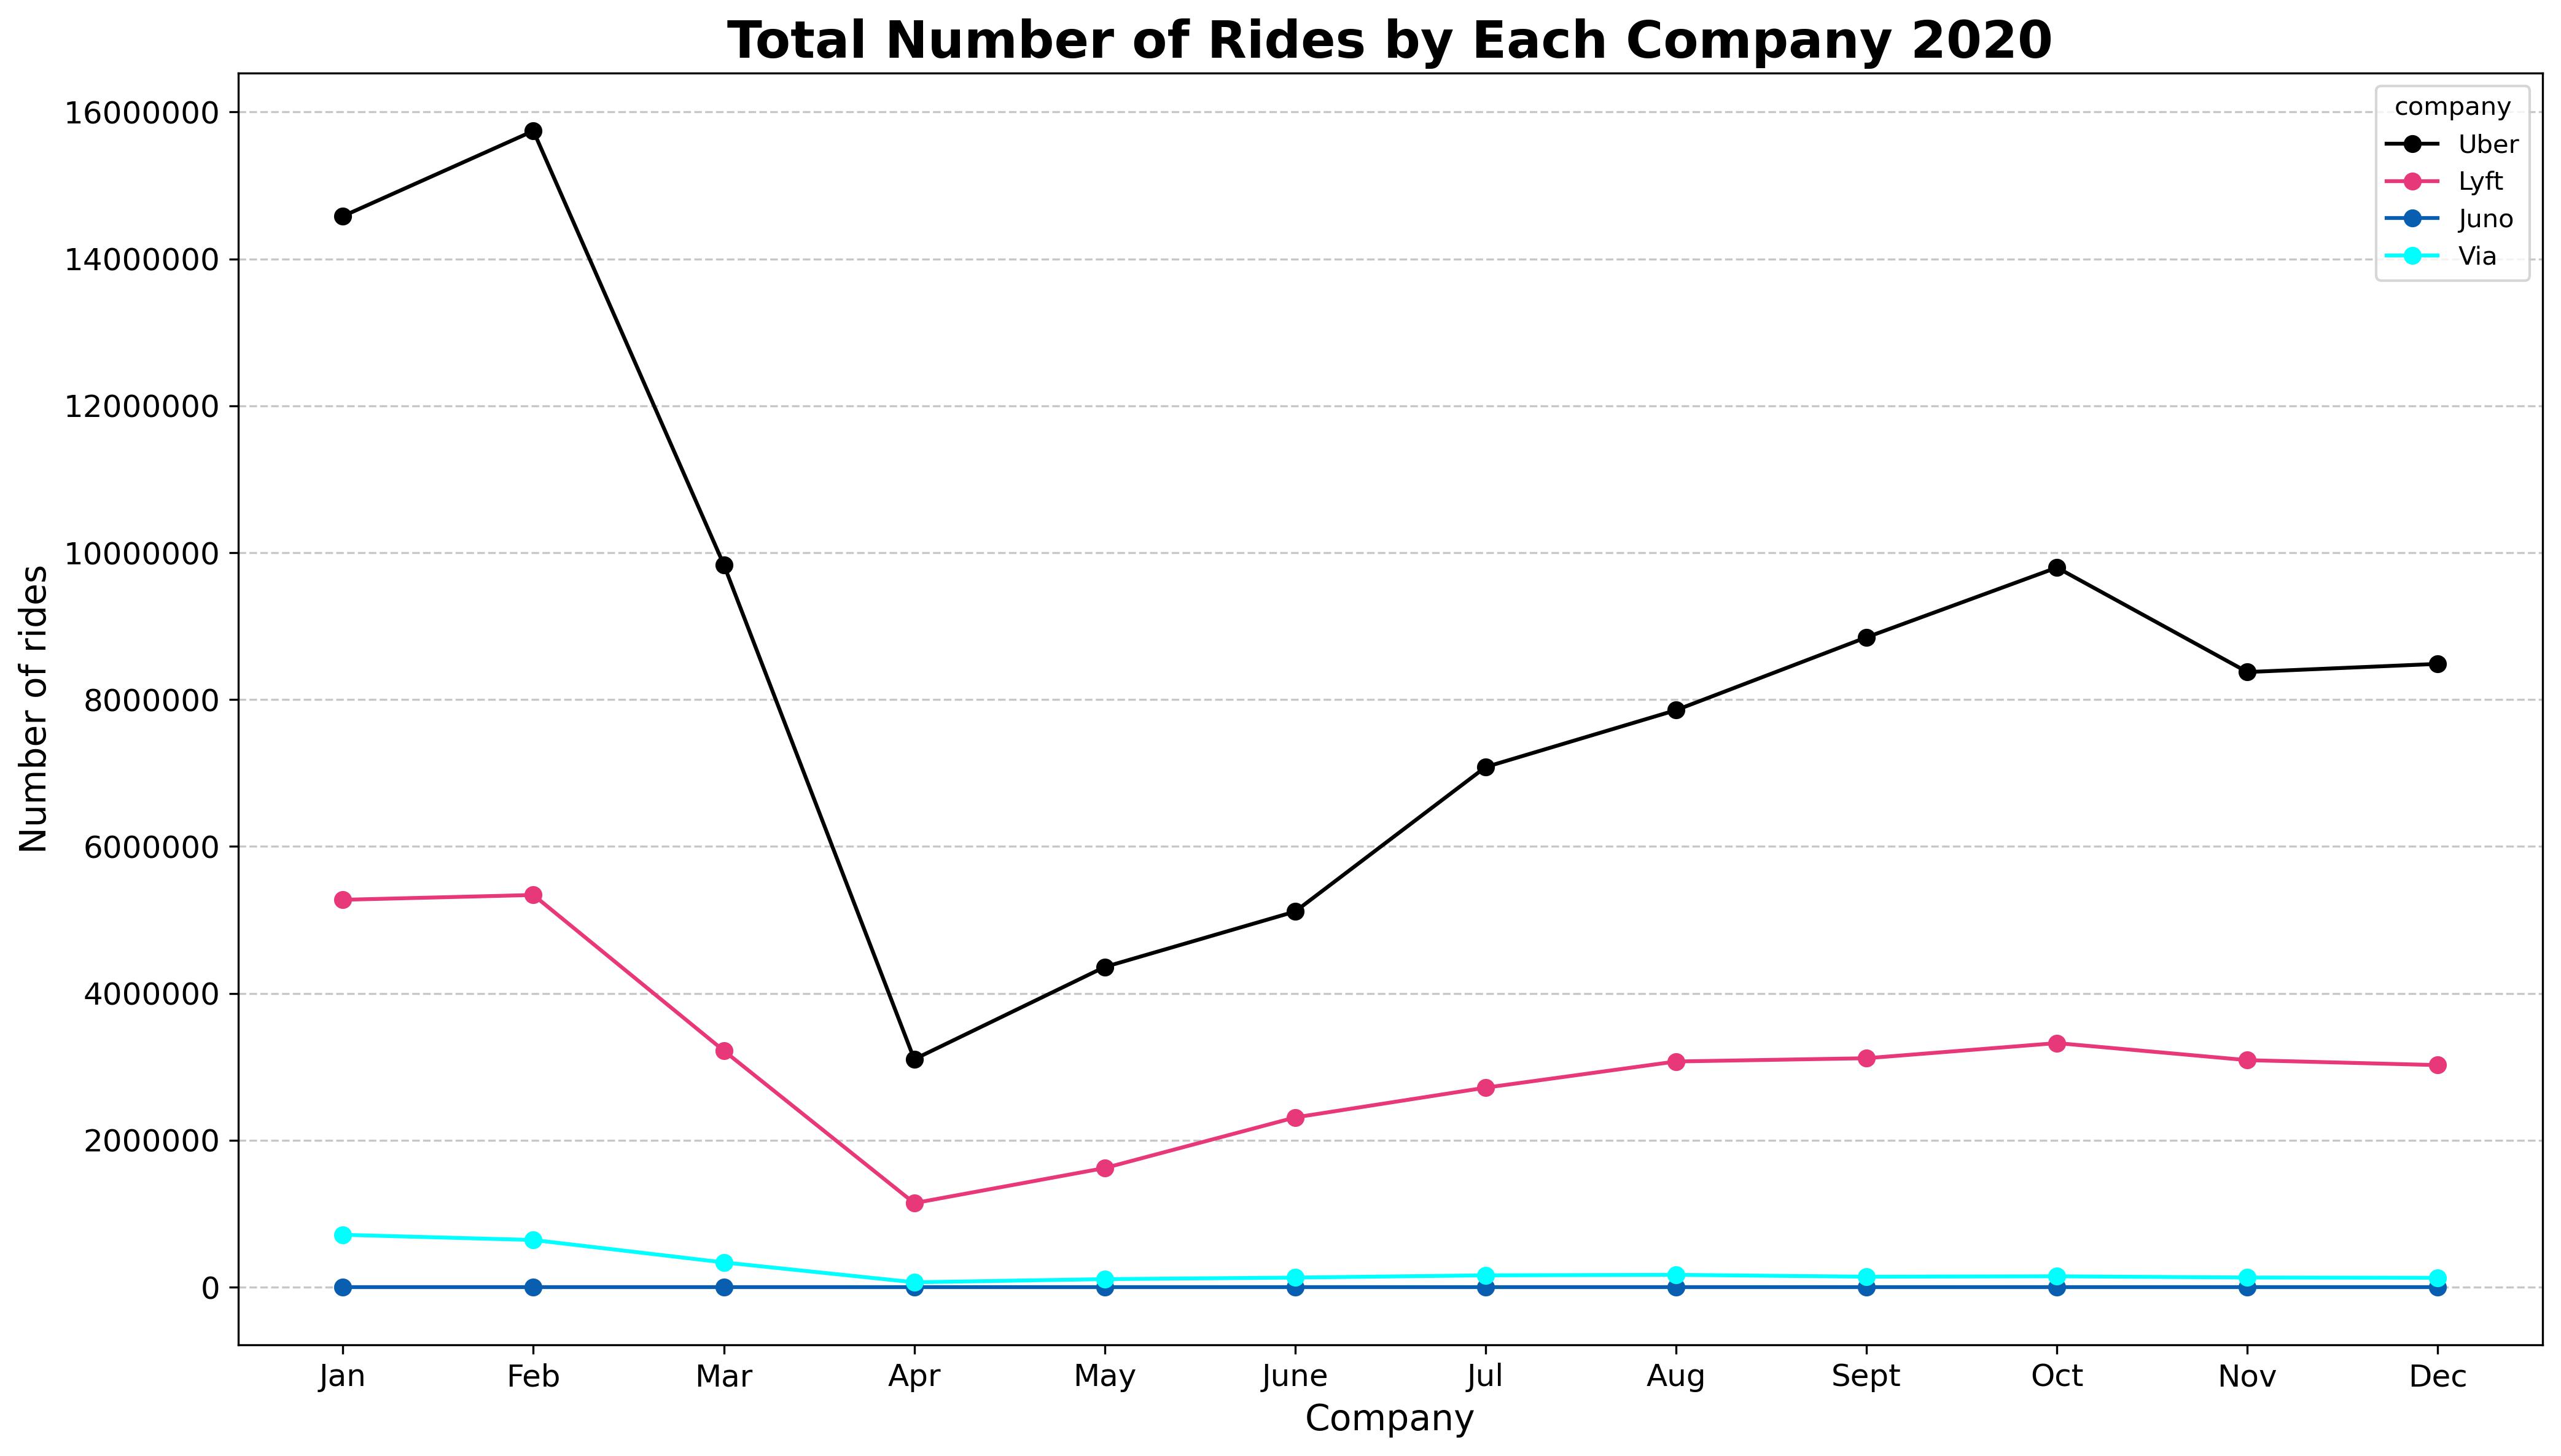 Total Number of Rides by Each Company 2020
company
Uber
Lyft
Juno
Via
Number of rides
16000000
14000000
12000000
10000000
8000000
6000000
4000000
2000000
0
Jan Feb Mar Apr May June Jul Aug Sept Oct Nov Dec
Company